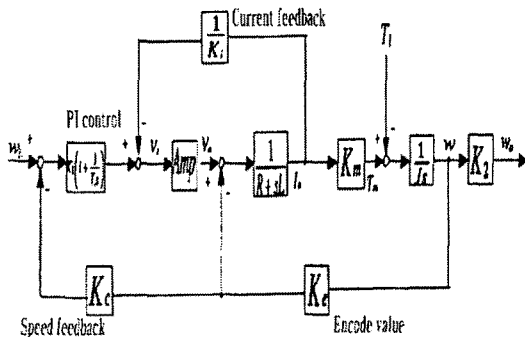 Current feedback
1
K_i
T_l
PI control
w_i + - + - V_i Amp V_a + - 1 I_a K_m T_m - 1 w K_2 w_o
R+sL Js
K_c K_e
Speed feedback Encode value